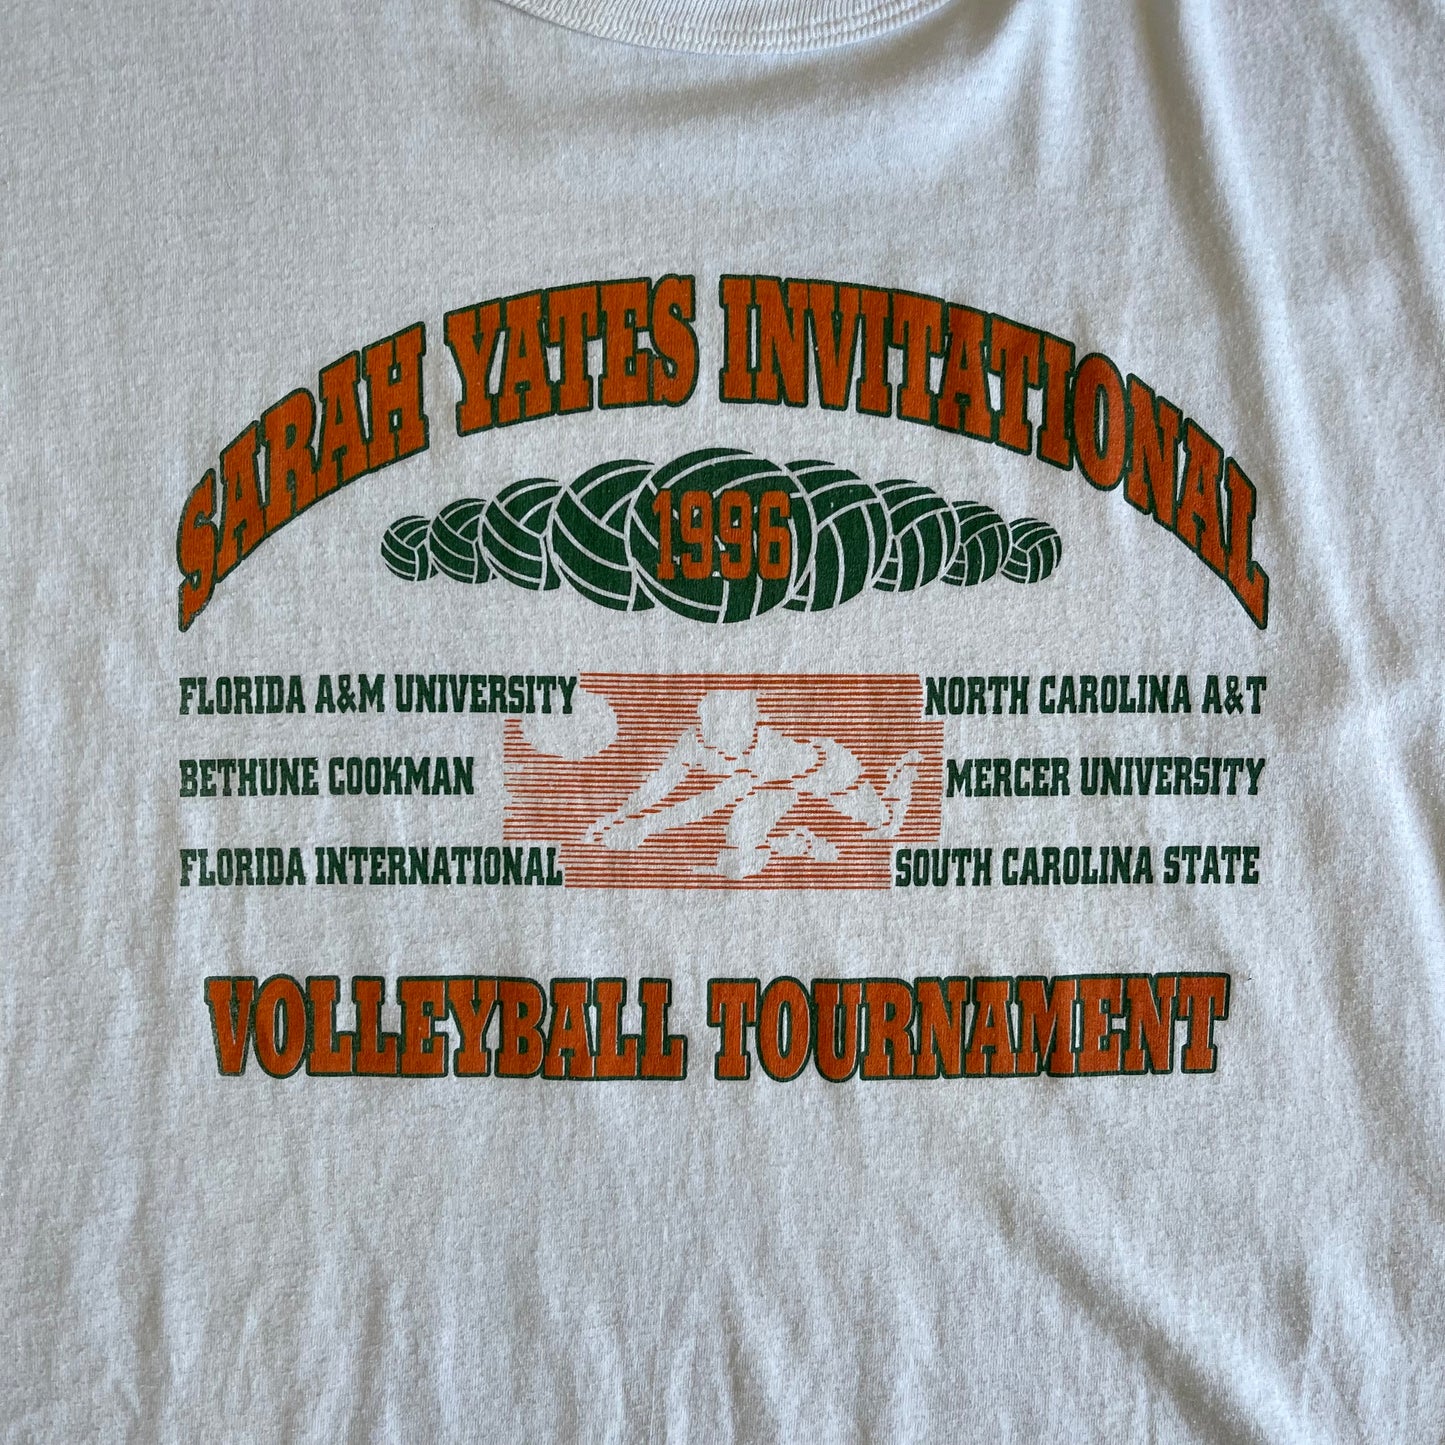 SARAH YATES INVITATIONAL
1996
FLORIDA A&M UNIVERSITY
BETHUNE COOKMAN
FLORIDA INTERNATIONAL
NORTH CAROLINA A&T
MERCER UNIVERSITY
SOUTH CAROLINA STATE
VOLLEYBALL TOURNAMENT